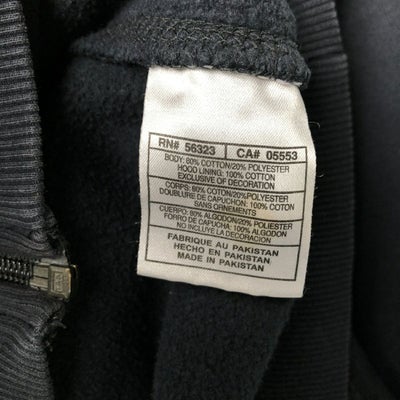 RN# 56323 CA# 05553
BODY: 80% COTTON/20% POLYESTER
HOOD LINING: 100% COTTON
EXCLUSIVE OF DECORATION
CORPS: 80% COTON/20% POLYESTER
DOUBLURE DE CAPUCHON: 100% COTON
SANS ORNEMENTS
CUERPO: 80% ALGODON/20% POLIESTER
FORRO DE CAPUCHA: 100% ALGODON
NO INCLUYE LA DECORACION
FABRIQUE AU PAKISTAN
HECHO EN PAKISTAN
MADE IN PAKISTAN